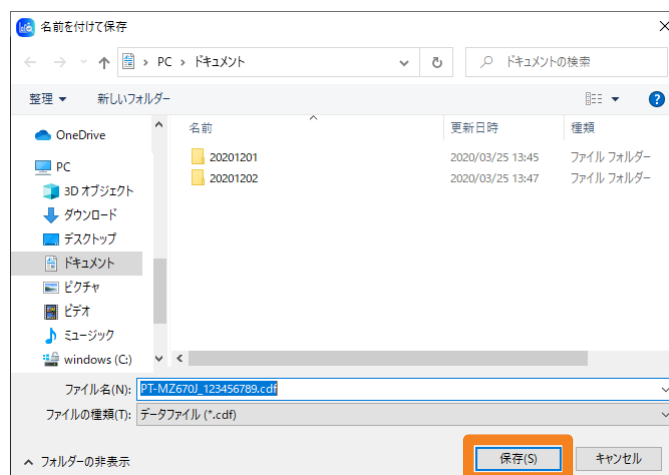 名前を付けて保存
PC › ドキュメント
ドキュメントの検索
整理 新しいフォルダー
名前 更新日時 種類
OneDrive
20201201 2020/03/25 13:45 ファイル フォルダー
PC
20201202 2020/03/25 13:47 ファイル フォルダー
3D オブジェクト
ダウンロード
デスクトップ
ドキュメント
ピクチャ
ビデオ
ミュージック
windows (C:)
ファイル名(N): PT-MZ670J_123456789.cdf
ファイルの種類(T): データファイル (*.cdf)
フォルダーの非表示 保存(S) キャンセル